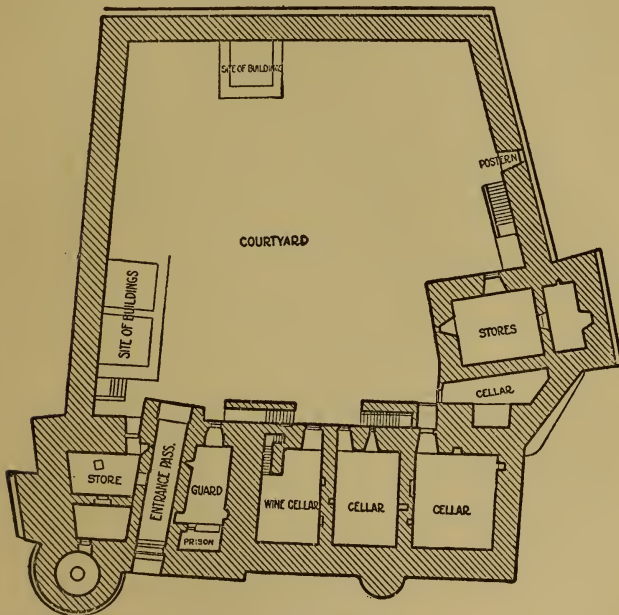 SITE OF BUILDING
POSTERN
COURTYARD
SITE OF BUILDINGS
STORES
CELLAR
STORE
ENTRANCE PASS.
GUARD
PRISON
WINE CELLAR
CELLAR
CELLAR